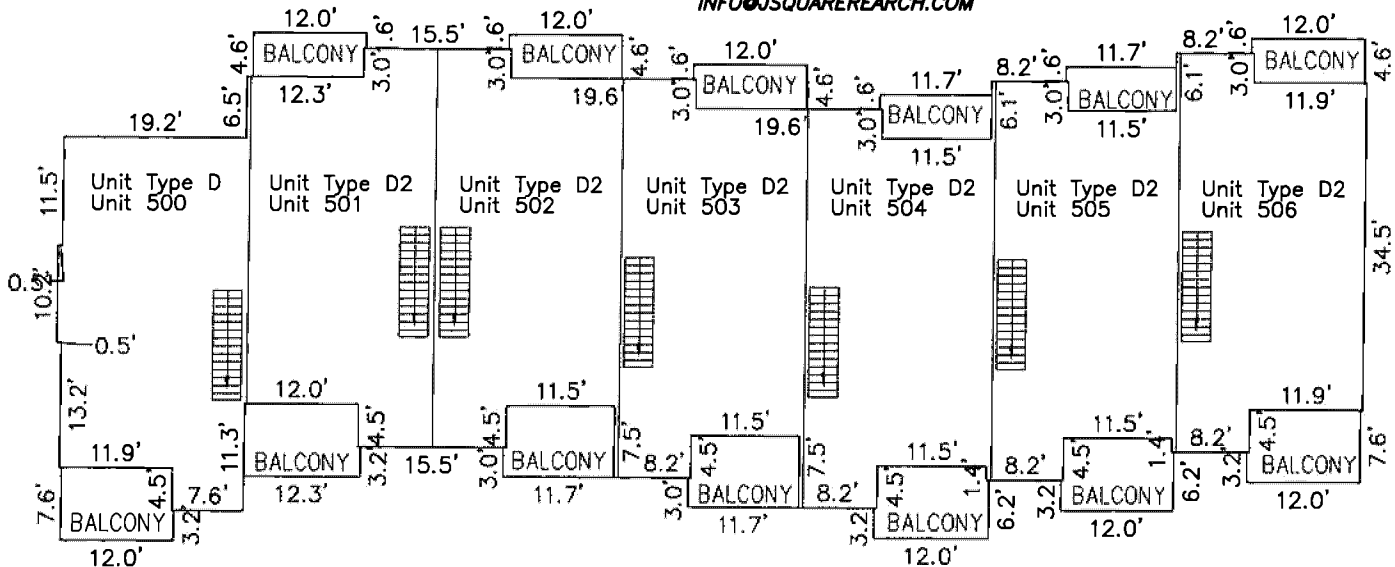 INFO@JSQUAREREARCH.COM
12.0' 15.5' 12.0' 12.0' 11.7' 8.2' 11.7' 8.2' 12.0'
4.6' BALCONY 3.0' .6' 3.0' .6' BALCONY 4.6' 3.0' .6' BALCONY 4.6' 3.0' .6' BALCONY 6.1' 3.0' .6' BALCONY 6.1 3.0' .6' BALCONY 4.6'
12.3' 19.6' 19.6' 11.5' 11.5' 11.9'
19.2' 6.5'
11.5'
Unit Type D
Unit 500
Unit Type D2
Unit 501
Unit Type D2
Unit 502
Unit Type D2
Unit 503
Unit Type D2
Unit 504
Unit Type D2
Unit 505
Unit Type D2
Unit 506
34.5'
10.2'
0.5'
13.2'
12.0' 11.5' 11.5' 11.5' 11.5' 11.9'
11.9' 4.5' 7.6' 11.3' BALCONY 3.2' 4.5' 15.5' 3.0' 4.5' BALCONY 7.5' 8.2' 3.0' 4.5' BALCONY 7.5' 8.2' 3.2' 4.5' BALCONY 1.4' 6.2' 8.2' 3.2 4.5' BALCONY 1.4' 6.2' 8.2' 3.2' 4.5' BALCONY 7.6'
12.3' 11.7' 11.7' 12.0' 12.0' 12.0'
7.6' BALCONY 3.2'
12.0'